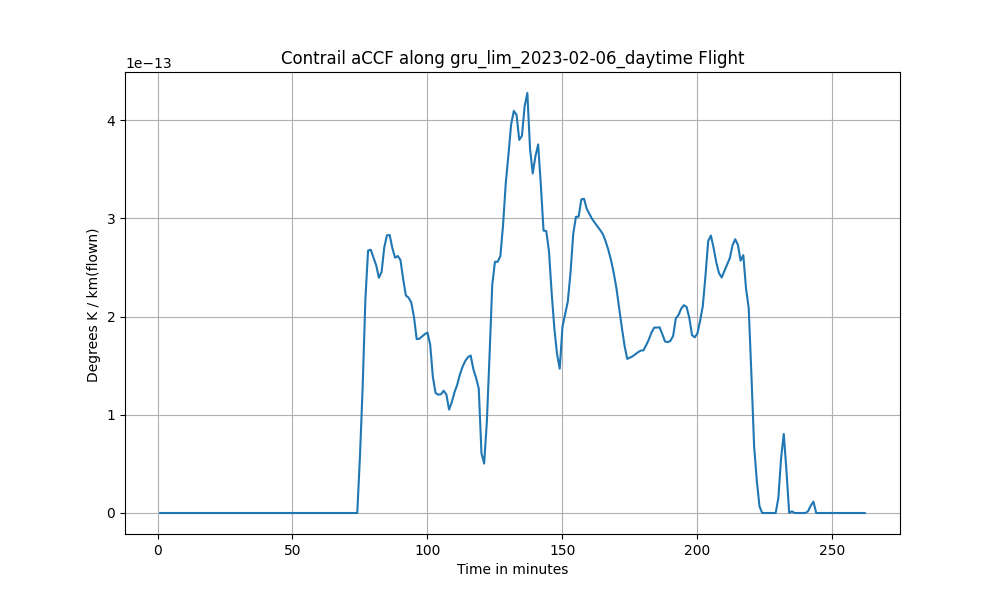 Contrail aCCF along gru_lim_2023-02-06_daytime Flight
1e−13
4
3
2
1
0
Degrees K / km(flown)
0 50 100 150 200 250
Time in minutes